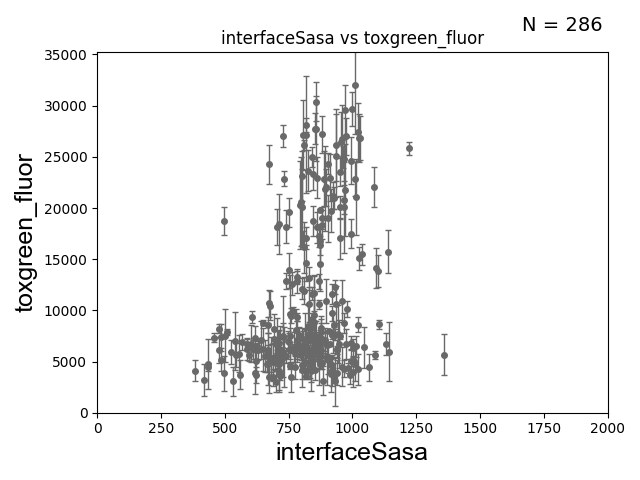 N = 286
interfaceSasa vs toxgreen_fluor
35000
30000
25000
20000
15000
10000
5000
0
toxgreen_fluor
0 250 500 750 1000 1250 1500 1750 2000
interfaceSasa